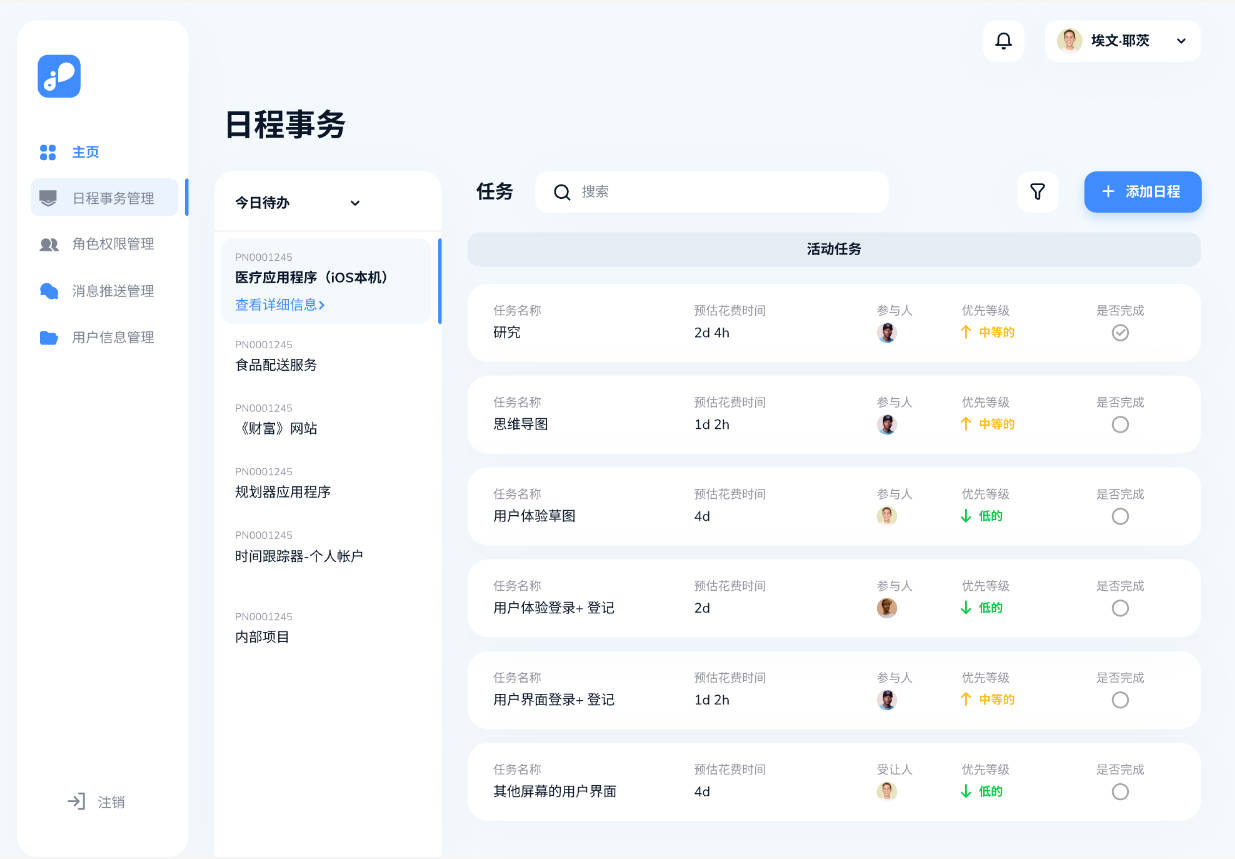 埃文·耶茨
日程事务
主页
日程事务管理
角色权限管理
消息推送管理
用户信息管理
注销
今日待办
PN0001245
医疗应用程序（iOS本机）
查看详细信息
PN0001245
食品配送服务
PN0001245
《财富》网站
PN0001245
规划器应用程序
PN0001245
时间跟踪器-个人帐户
PN0001245
内部项目
任务
搜索
+ 添加日程
活动任务
任务名称 预估花费时间 参与人 优先等级 是否完成
研究 2d 4h 中等的
任务名称 预估花费时间 参与人 优先等级 是否完成
思维导图 1d 2h 中等的
任务名称 预估花费时间 参与人 优先等级 是否完成
用户体验草图 4d 低的
任务名称 预估花费时间 参与人 优先等级 是否完成
用户体验登录+ 登记 2d 低的
任务名称 预估花费时间 参与人 优先等级 是否完成
用户界面登录+ 登记 1d 2h 中等的
任务名称 预估花费时间 受让人 优先等级 是否完成
其他屏幕的用户界面 4d 低的